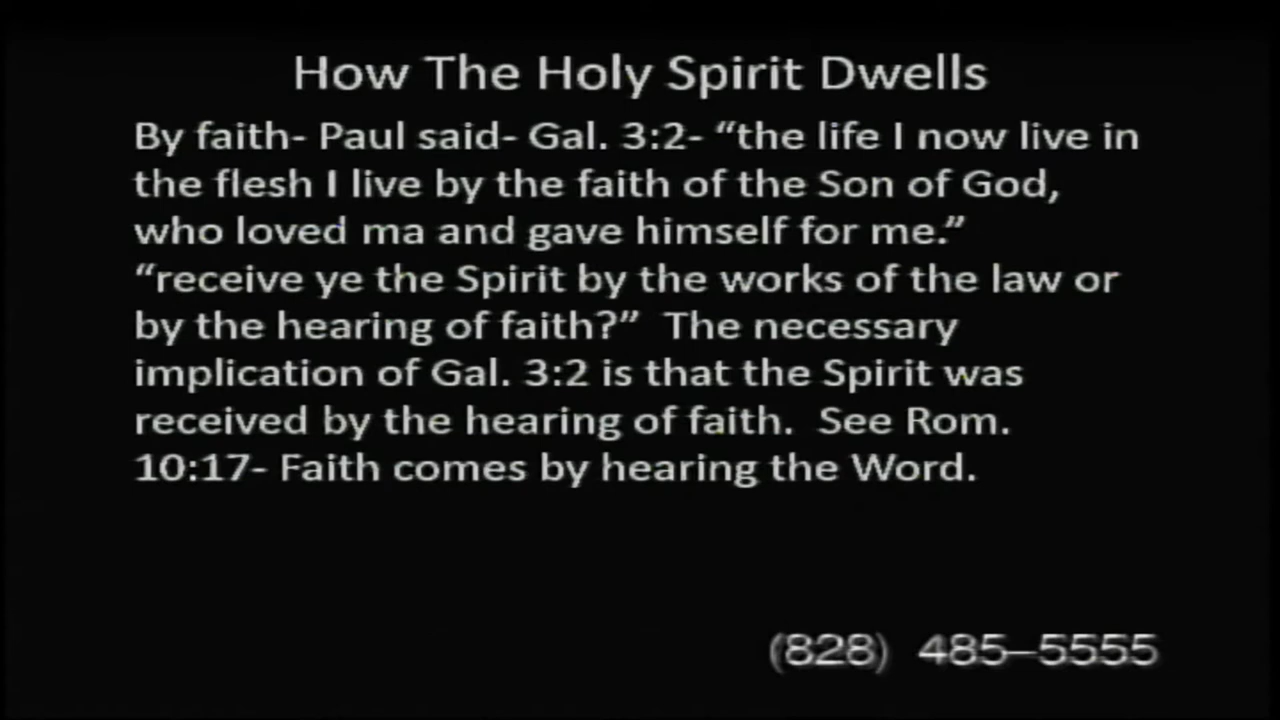 How The Holy Spirit Dwells
By faith- Paul said- Gal. 3:2- “the life I now live in
the flesh I live by the faith of the Son of God,
who loved ma and gave himself for me.”
“receive ye the Spirit by the works of the law or
by the hearing of faith?”  The necessary
implication of Gal. 3:2 is that the Spirit was
received by the hearing of faith.  See Rom.
10:17- Faith comes by hearing the Word.
(828) 485–5555